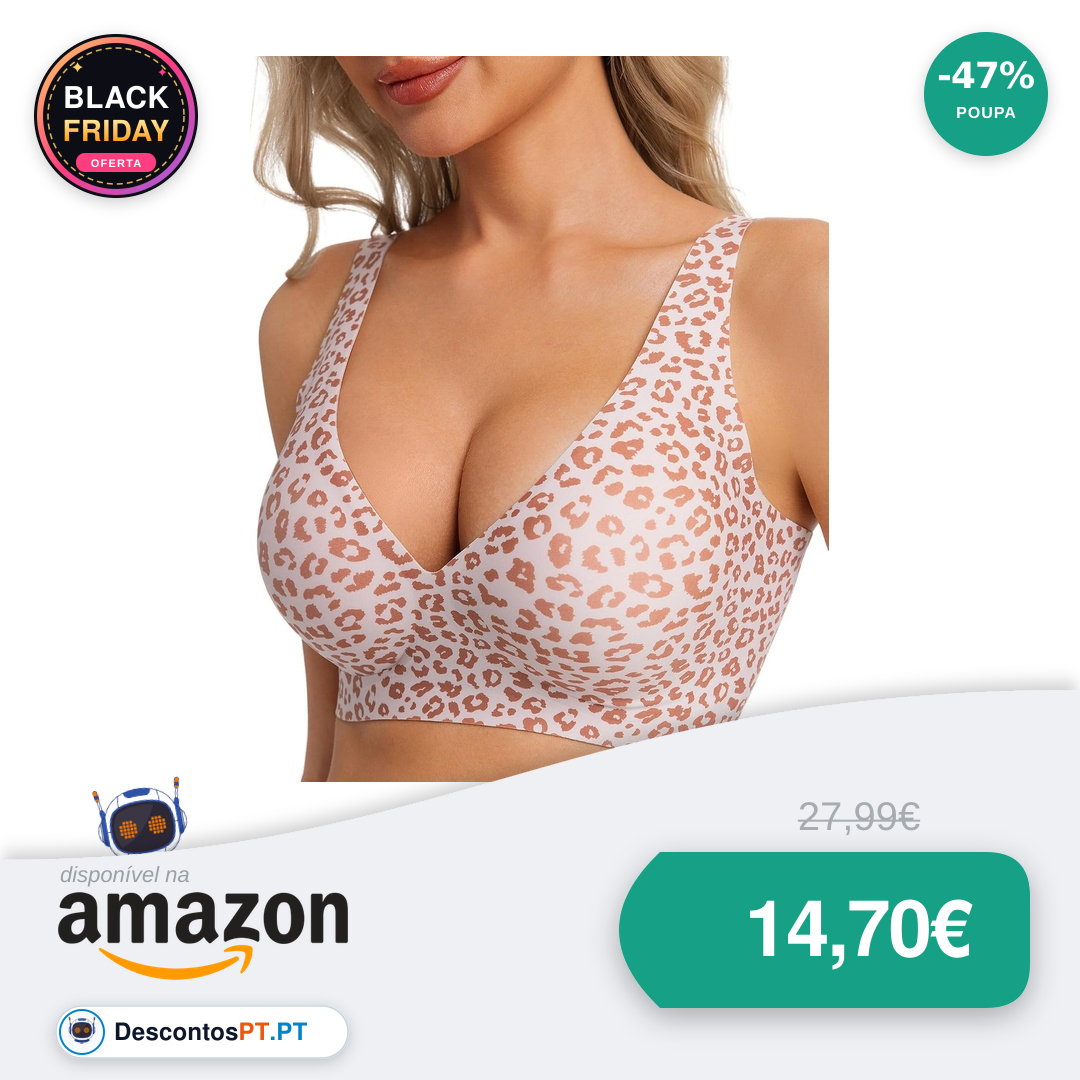 BLACK
FRIDAY
OFERTA
-47%
POUPA
27,99€
14,70€
disponível na
amazon
DescontosPT.PT